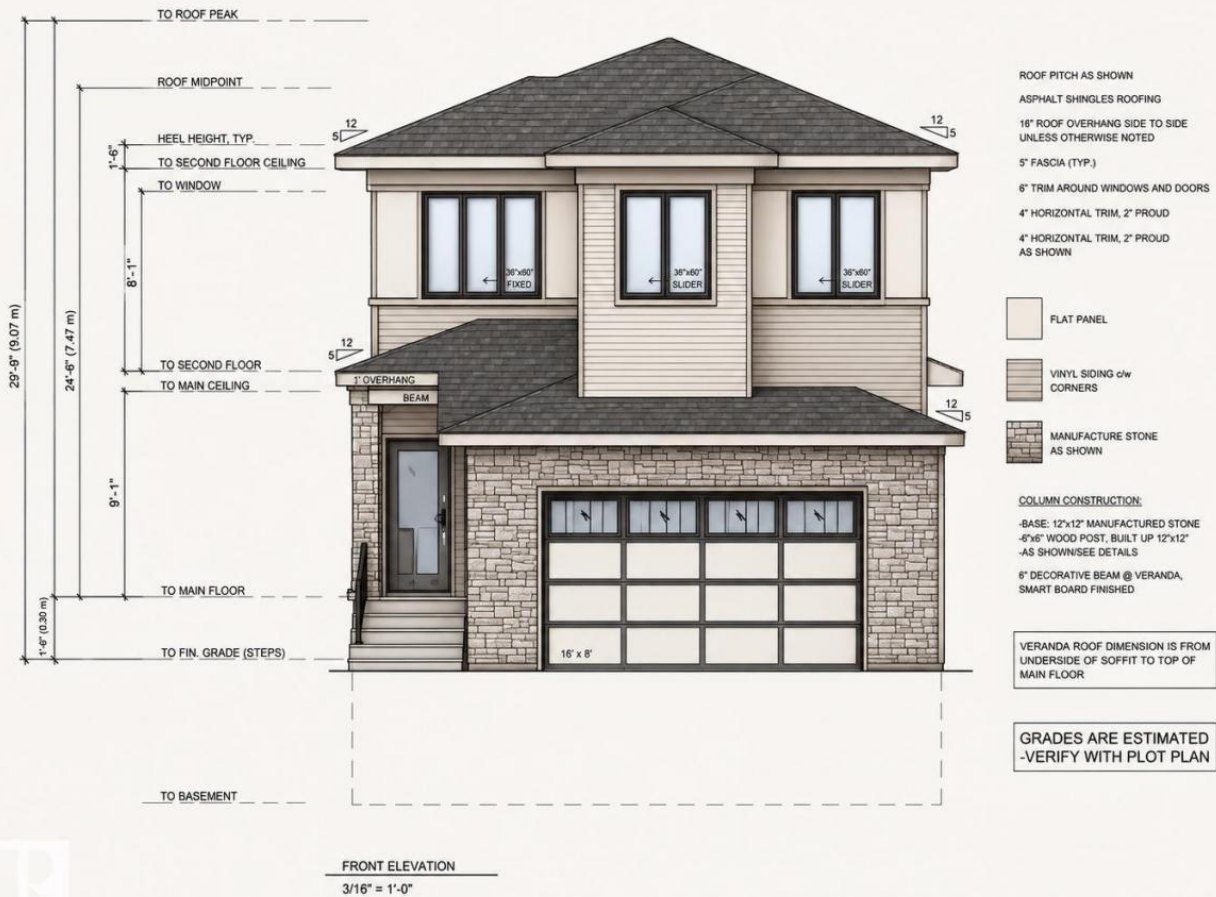 TO ROOF PEAK
ROOF MIDPOINT
HEEL HEIGHT, TYP.
TO SECOND FLOOR CEILING
TO WINDOW
TO SECOND FLOOR
TO MAIN CEILING
TO MAIN FLOOR
TO FIN. GRADE (STEPS)
TO BASEMENT
29'-9" (9.07 m)
24'-6" (7.47 m)
1'-6"
8'-1"
9'-1"
12
5
12
5
12
5
12
5
36"x60"
FIXED
36"x60"
SLIDER
36"x60"
SLIDER
1' OVERHANG
BEAM
16' x 8'
ROOF PITCH AS SHOWN
ASPHALT SHINGLES ROOFING
16" ROOF OVERHANG SIDE TO SIDE
UNLESS OTHERWISE NOTED
5" FASCIA (TYP.)
6" TRIM AROUND WINDOWS AND DOORS
4" HORIZONTAL TRIM, 2" PROUD
4" HORIZONTAL TRIM, 2" PROUD
AS SHOWN
FLAT PANEL
VINYL SIDING c/w
CORNERS
MANUFACTURE STONE
AS SHOWN
COLUMN CONSTRUCTION:
-BASE: 12"x12" MANUFACTURED STONE
-6"x6" WOOD POST, BUILT UP 12"x12"
-AS SHOWN/SEE DETAILS
6" DECORATIVE BEAM @ VERANDA,
SMART BOARD FINISHED
VERANDA ROOF DIMENSION IS FROM
UNDERSIDE OF SOFFIT TO TOP OF
MAIN FLOOR
GRADES ARE ESTIMATED
-VERIFY WITH PLOT PLAN
FRONT ELEVATION
3/16" = 1'-0"